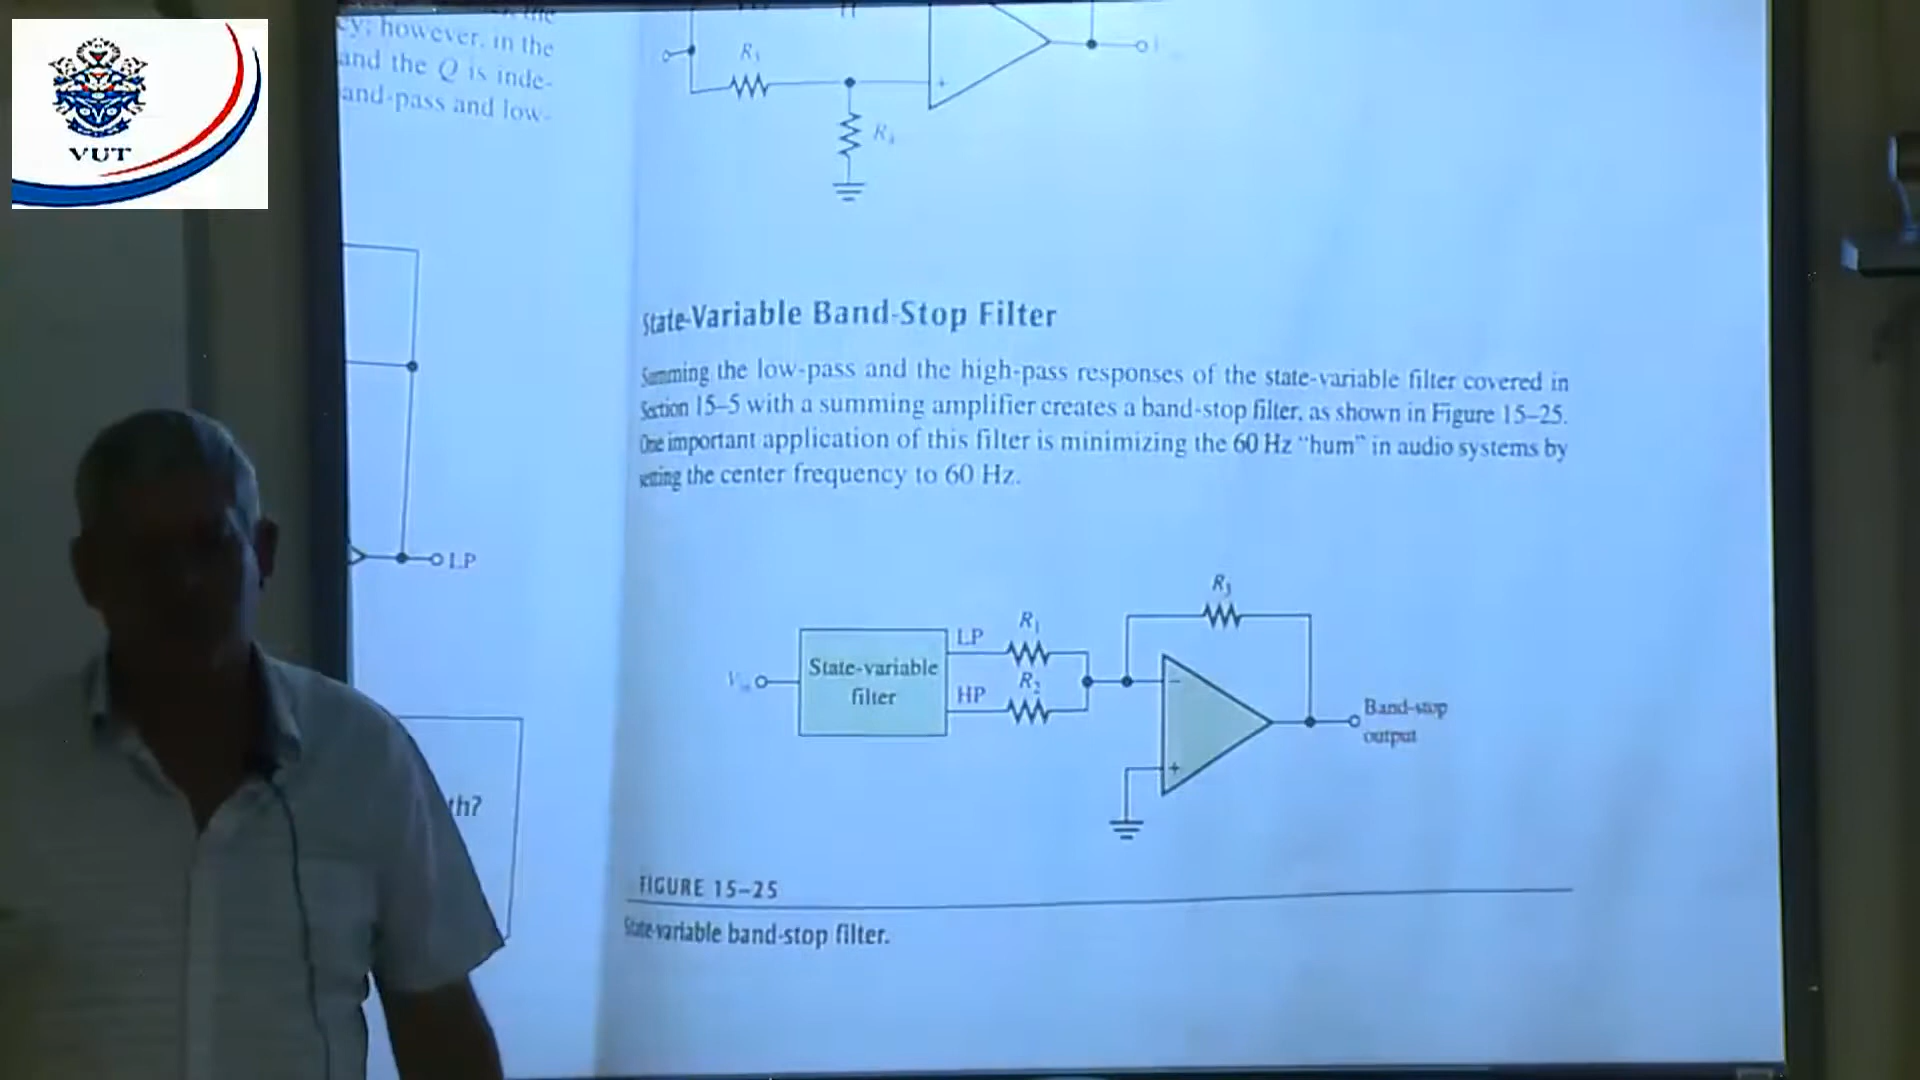 VUT
cy; however, in the
and the Q is inde-
and-pass and low-
R3
R4
+
LP
th?
State-Variable Band-Stop Filter
Summing the low-pass and the high-pass responses of the state-variable filter covered in
Section 15–5 with a summing amplifier creates a band-stop filter, as shown in Figure 15–25.
One important application of this filter is minimizing the 60 Hz “hum” in audio systems by
setting the center frequency to 60 Hz.
R3
LP
R1
State-variable
filter
HP
R2
Vin
–
+
Band-stop
output
FIGURE 15–25
State-variable band-stop filter.